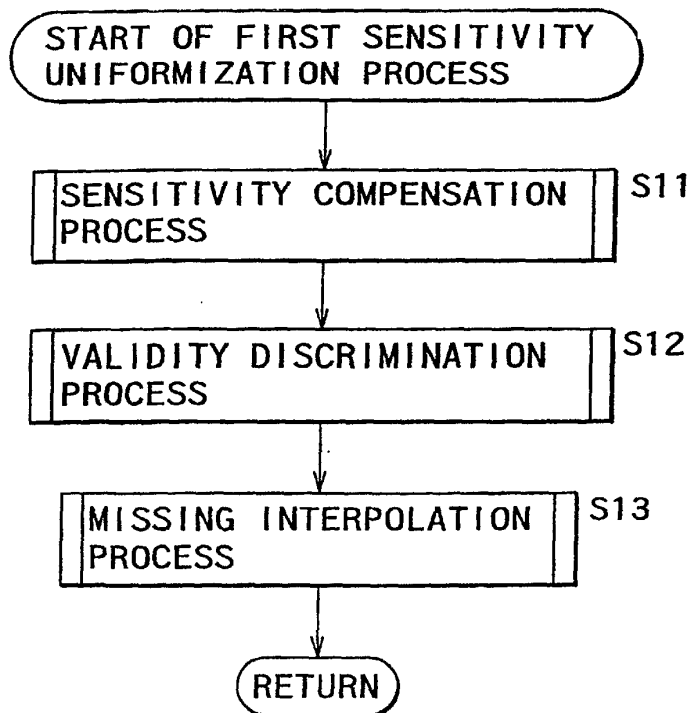 START OF FIRST SENSITIVITY
UNIFORMIZATION PROCESS
SENSITIVITY COMPENSATION
PROCESS
S11
VALIDITY DISCRIMINATION
PROCESS
S12
MISSING INTERPOLATION
PROCESS
S13
RETURN